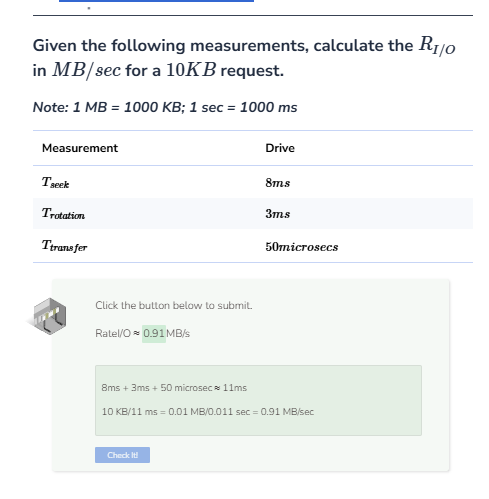 Given the following measurements, calculate the R_{I/O}
in MB/sec for a 10KB request.
Note: 1 MB = 1000 KB; 1 sec = 1000 ms
Measurement Drive
T_{seek} 8ms
T_{rotation} 3ms
T_{transfer} 50microsecs
Click the button below to submit.
RateI/O ≈ 0.91 MB/s
8ms + 3ms + 50 microsec ≈ 11ms
10 KB/11 ms = 0.01 MB/0.011 sec = 0.91 MB/sec
Check It!